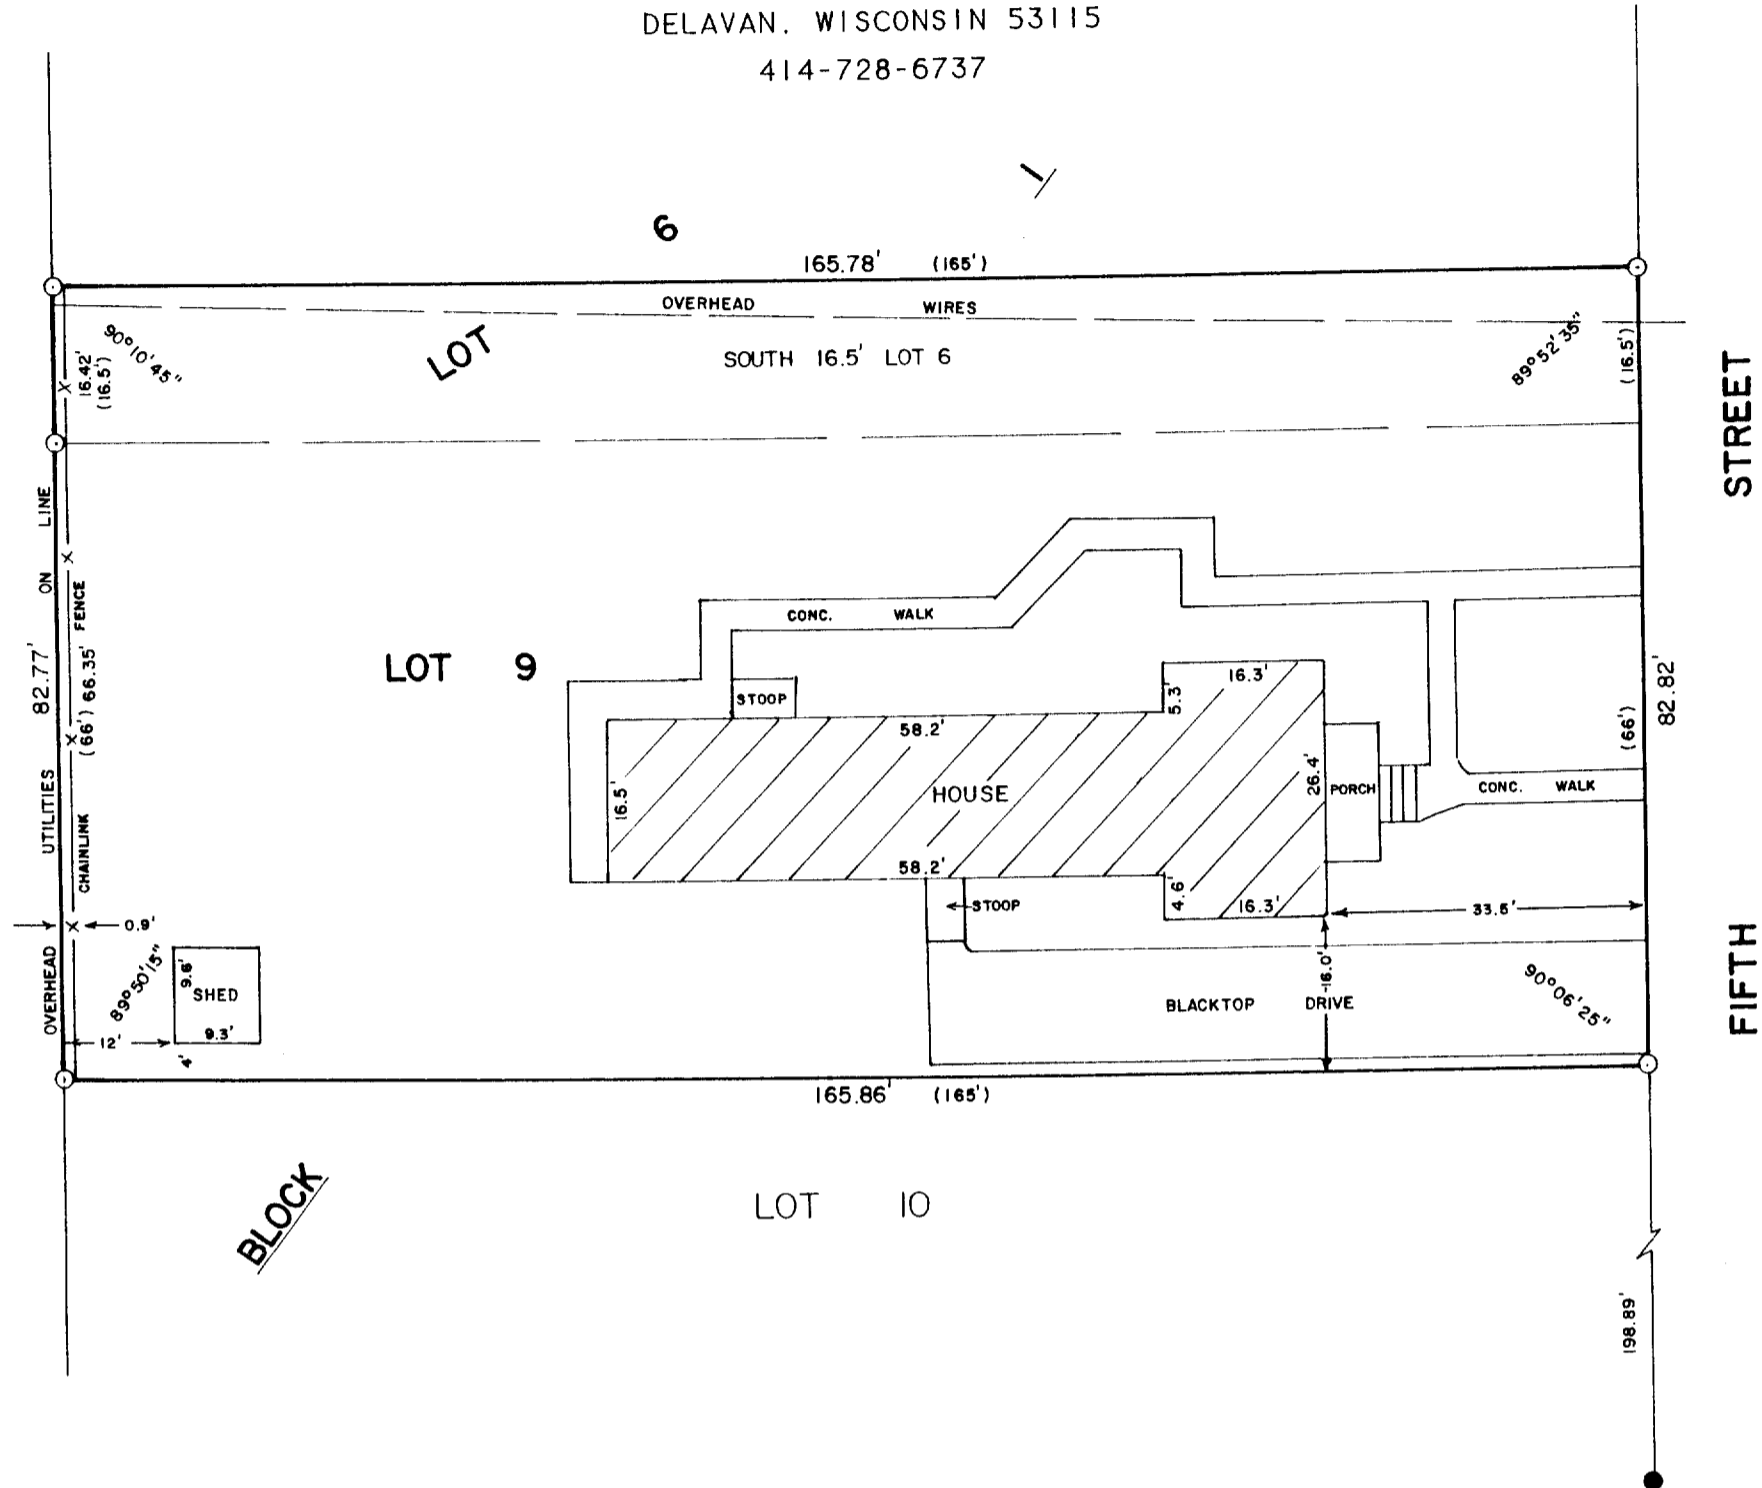 DELAVAN, WISCONSIN 53115
414-728-6737
1
6
165.78' (165')
OVERHEAD WIRES
90°10'45"
16.42'
(16.5')
LOT
SOUTH 16.5' LOT 6
89°52'35"
(16.5')
STREET
OVERHEAD UTILITIES ON LINE
82.77'
CHAINLINK FENCE
(66') 66.35'
CONC. WALK
LOT 9
STOOP
16.3'
5.3'
58.2'
16.5'
HOUSE
26.4'
PORCH
CONC. WALK
(66')
82.82'
58.2'
4.6'
16.3'
STOOP
33.5'
0.9'
89°50'15"
9.6'
SHED
9.3'
12'
4'
16.0'
BLACKTOP DRIVE
90°06'25"
FIFTH
165.86' (165')
BLOCK
LOT 10
198.89'